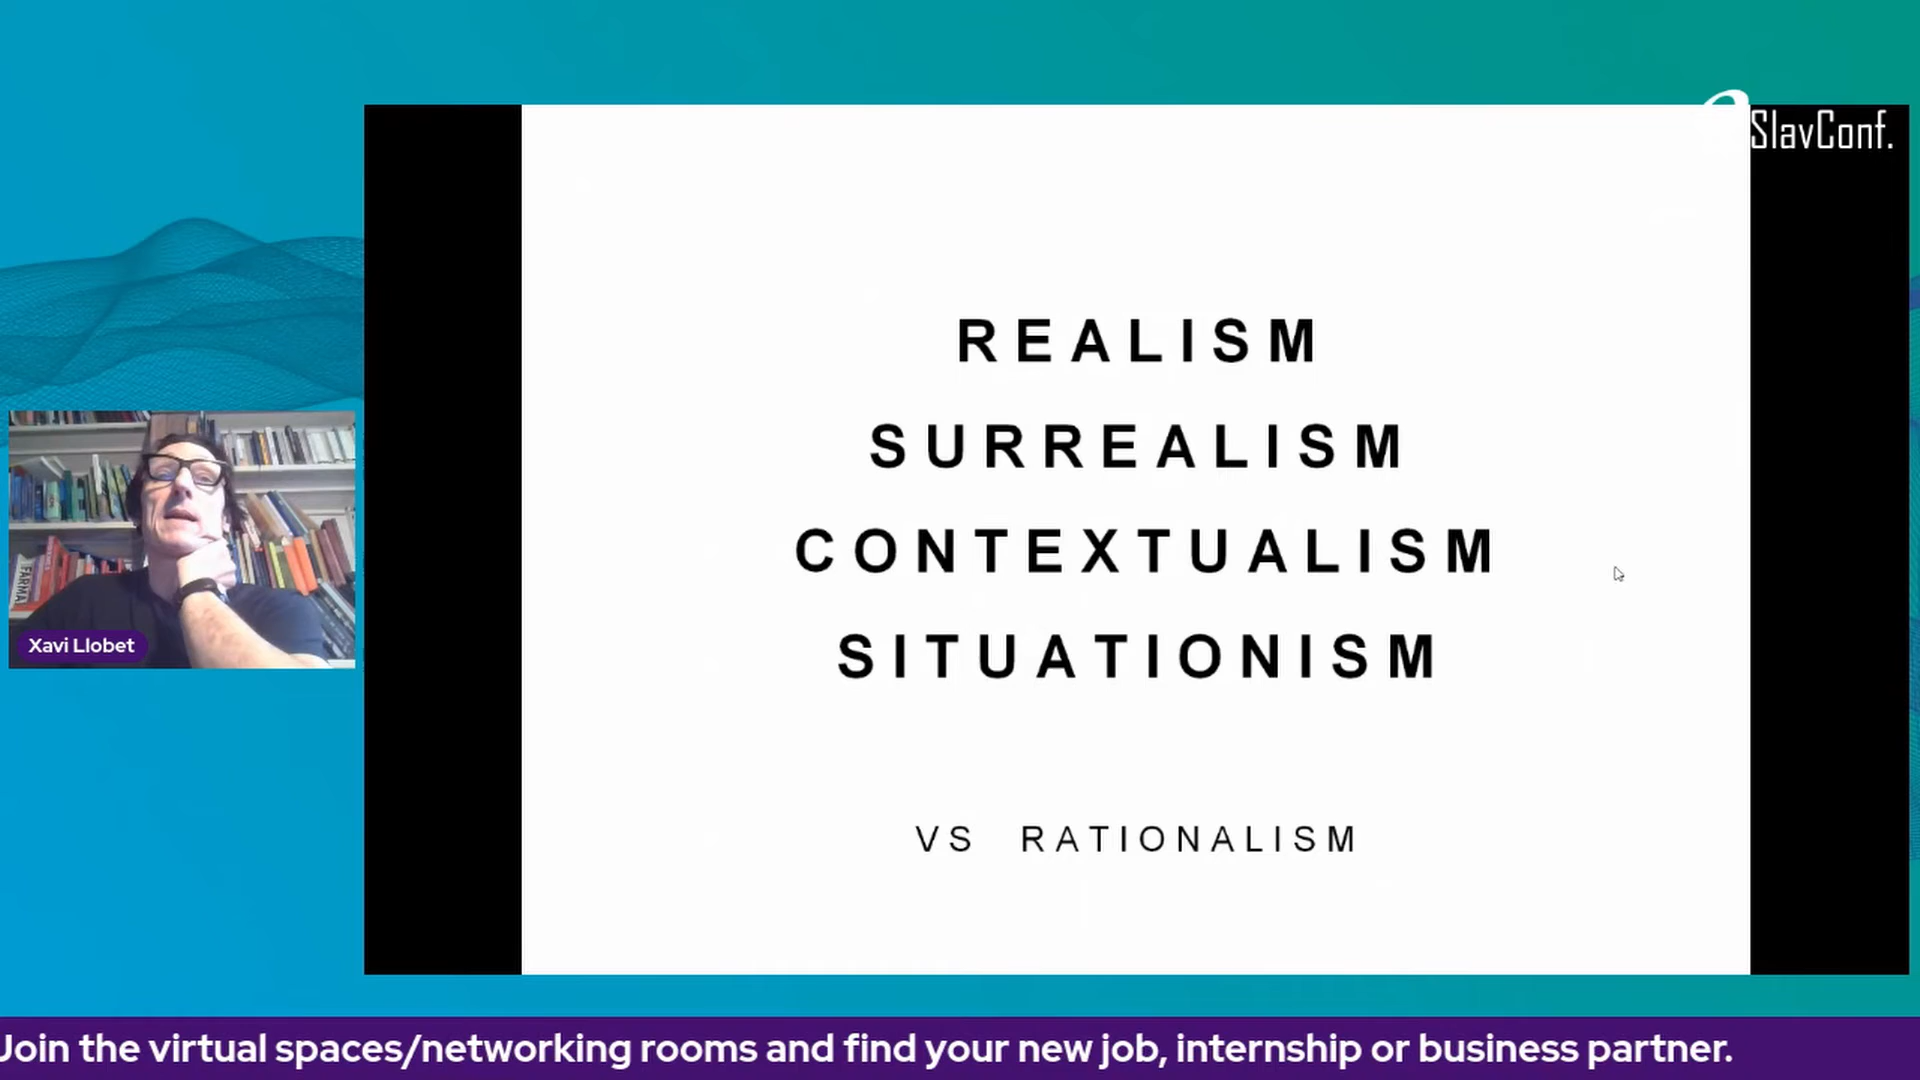 SlavConf.
REALISM
SURREALISM
CONTEXTUALISM
SITUATIONISM
VS RATIONALISM
FARMA
Xavi Llobet
Join the virtual spaces/networking rooms and find your new job, internship or business partner.